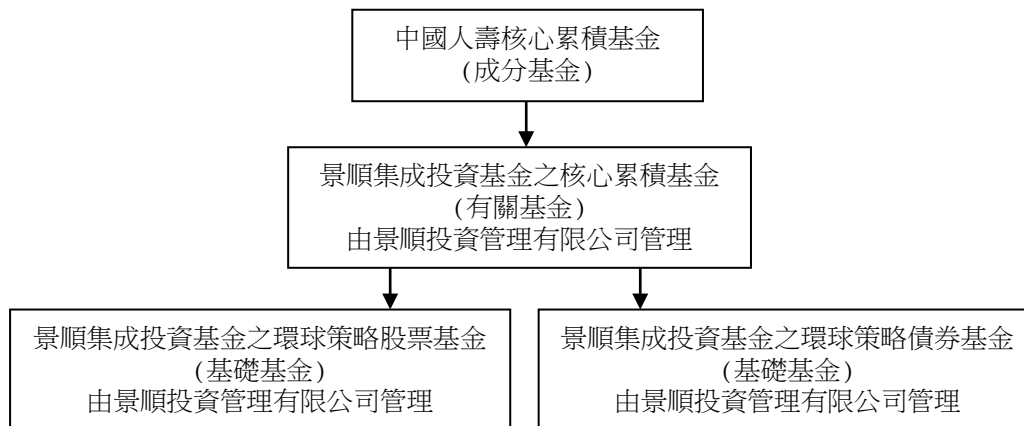 中國人壽核心累積基金
(成分基金)
景順集成投資基金之核心累積基金
(有關基金)
由景順投資管理有限公司管理
景順集成投資基金之環球策略股票基金
(基礎基金)
由景順投資管理有限公司管理
景順集成投資基金之環球策略債券基金
(基礎基金)
由景順投資管理有限公司管理